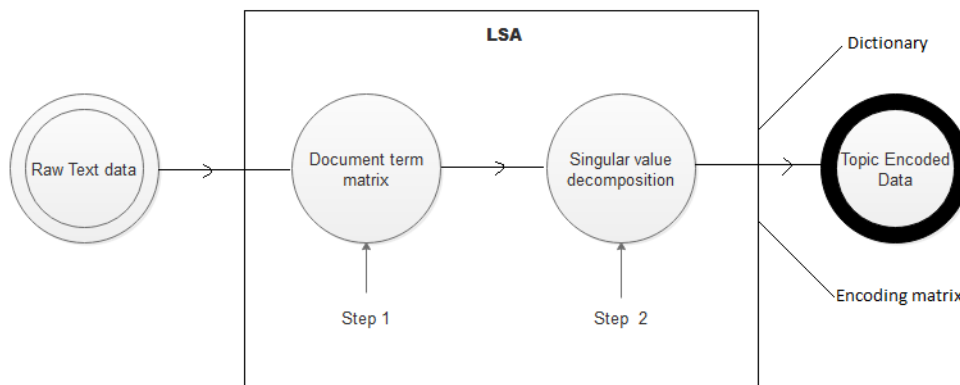 LSA
Dictionary
Raw Text data
Document term
matrix
Singular value
decomposition
Topic Encoded
Data
Encoding matrix
Step 1
Step 2